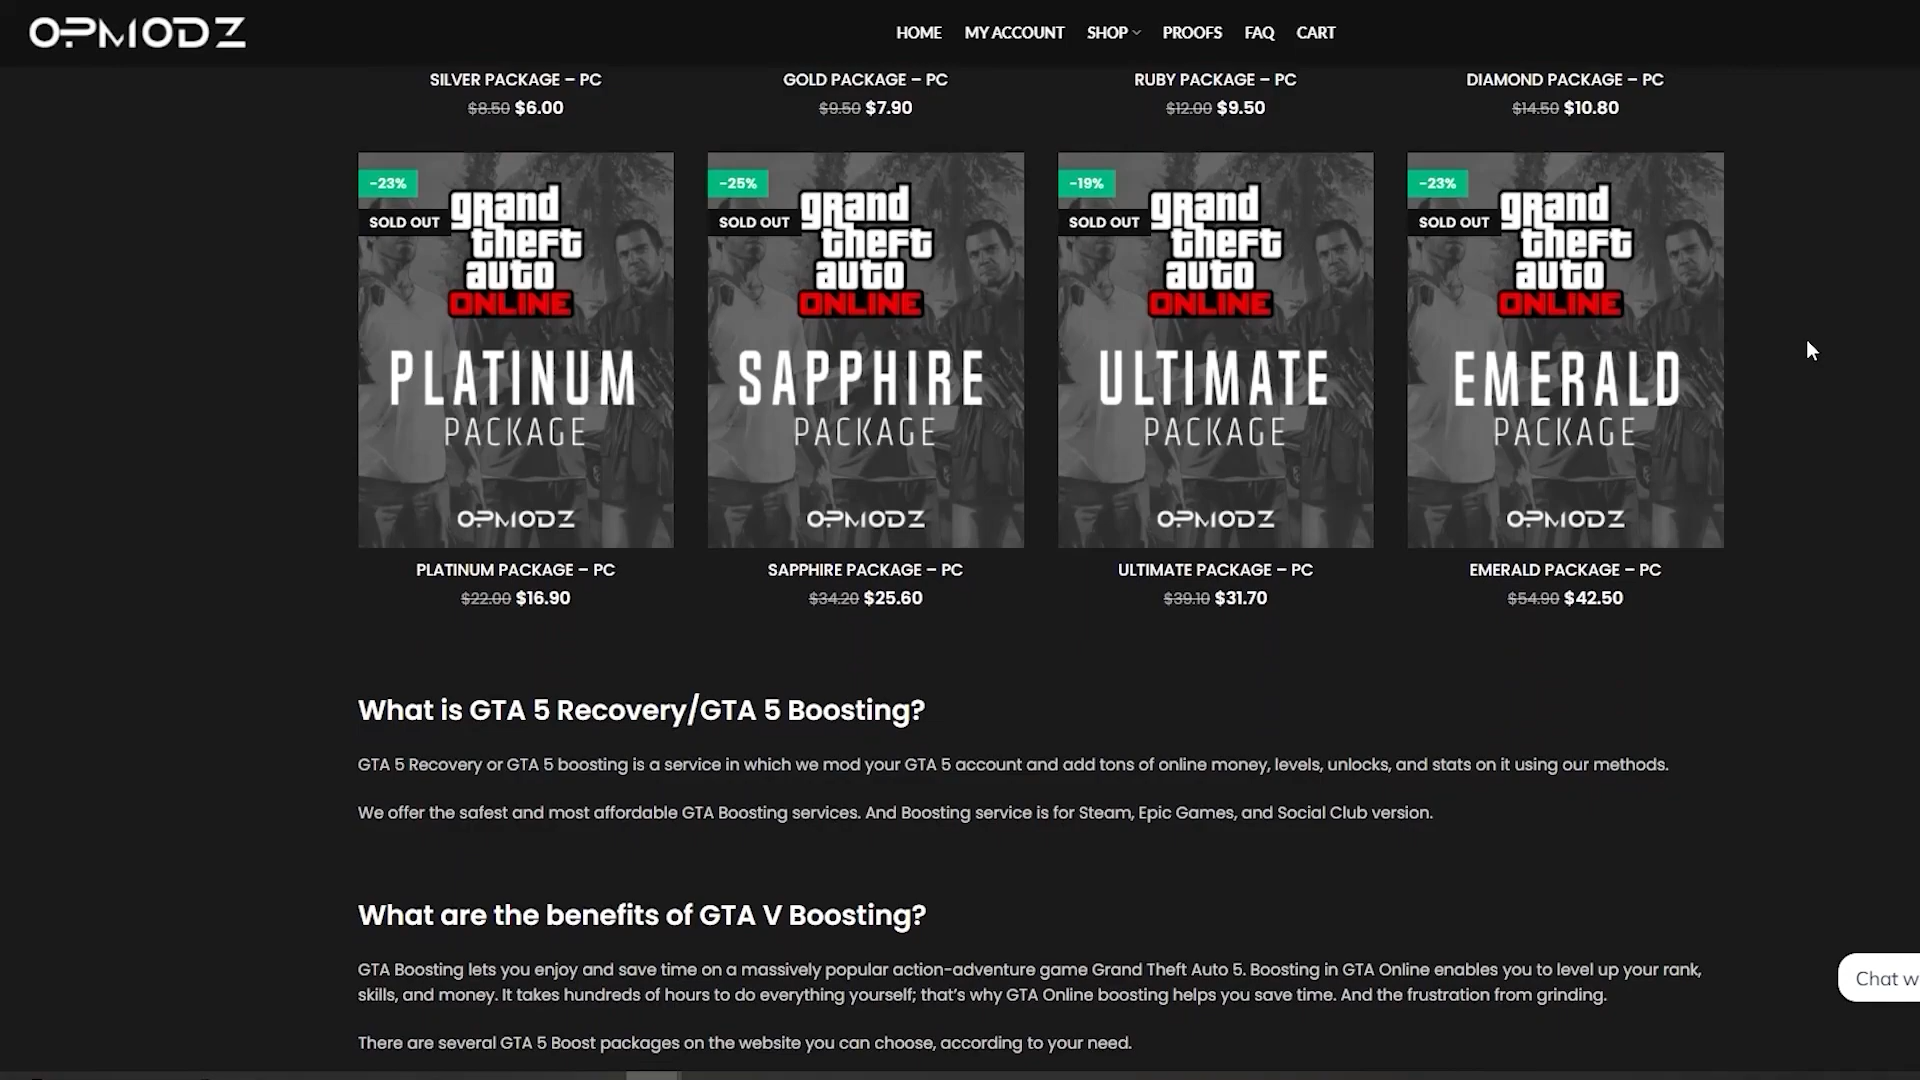 OPMODZ
HOME MY ACCOUNT SHOP PROOFS FAQ CART
SILVER PACKAGE – PC
$8.50 $6.00
GOLD PACKAGE – PC
$9.50 $7.90
RUBY PACKAGE – PC
$12.00 $9.50
DIAMOND PACKAGE – PC
$14.50 $10.80
-23%
SOLD OUT
grand
theft
auto
ONLINE
PLATINUM
PACKAGE
OPMODZ
PLATINUM PACKAGE – PC
$22.00 $16.90
-25%
SOLD OUT
grand
theft
auto
ONLINE
SAPPHIRE
PACKAGE
OPMODZ
SAPPHIRE PACKAGE – PC
$34.20 $25.60
-19%
SOLD OUT
grand
theft
auto
ONLINE
ULTIMATE
PACKAGE
OPMODZ
ULTIMATE PACKAGE – PC
$39.10 $31.70
-23%
SOLD OUT
grand
theft
auto
ONLINE
EMERALD
PACKAGE
OPMODZ
EMERALD PACKAGE – PC
$54.90 $42.50
What is GTA 5 Recovery/GTA 5 Boosting?
GTA 5 Recovery or GTA 5 boosting is a service in which we mod your GTA 5 account and add tons of online money, levels, unlocks, and stats on it using our methods.
We offer the safest and most affordable GTA Boosting services. And Boosting service is for Steam, Epic Games, and Social Club version.
What are the benefits of GTA V Boosting?
GTA Boosting lets you enjoy and save time on a massively popular action-adventure game Grand Theft Auto 5. Boosting in GTA Online enables you to level up your rank,
skills, and money. It takes hundreds of hours to do everything yourself; that's why GTA Online boosting helps you save time. And the frustration from grinding.
There are several GTA 5 Boost packages on the website you can choose, according to your need.
Chat w